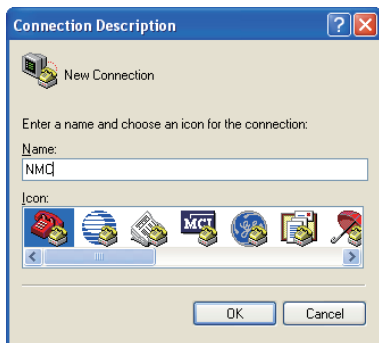 Connection Description
New Connection
Enter a name and choose an icon for the connection:
Name:
NMC
Icon:
MCI
OK
Cancel